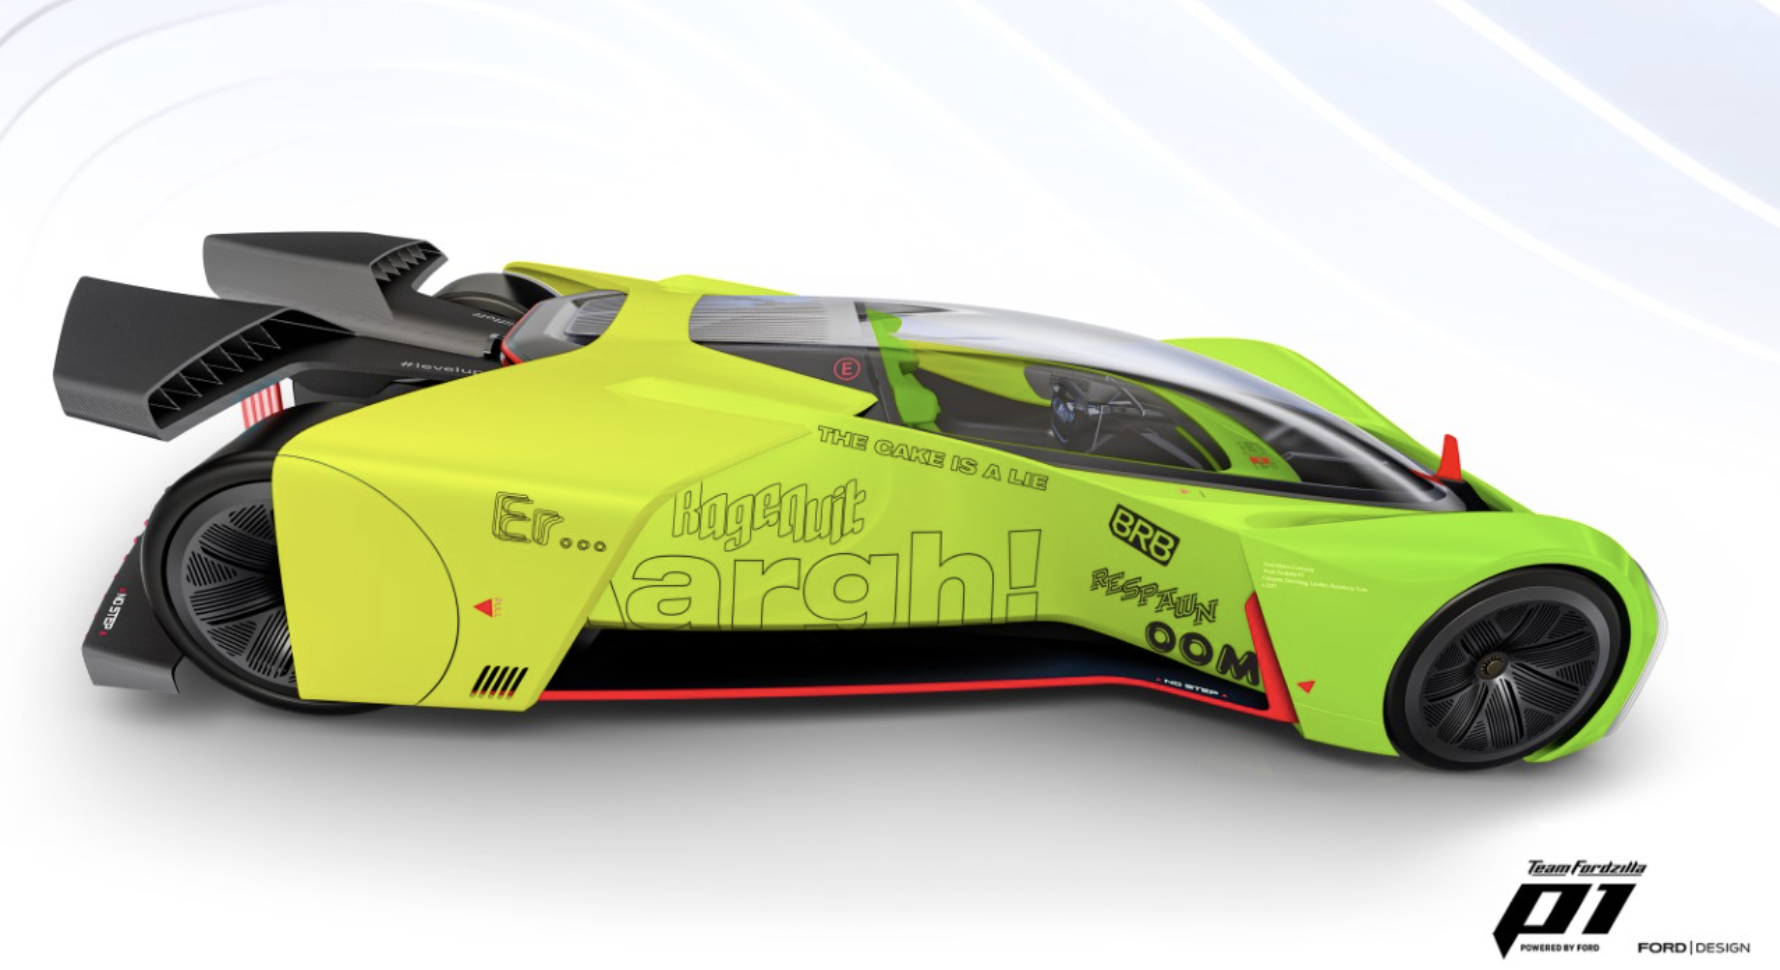 #levelup
E
THE CAKE IS A LIE
Er...
RageQuit
argh!
BRB
RESPAWN
OOM
PULL
NO STEP
NO STEP
Team Fordzilla
P1
POWERED BY FORD
FORD | DESIGN